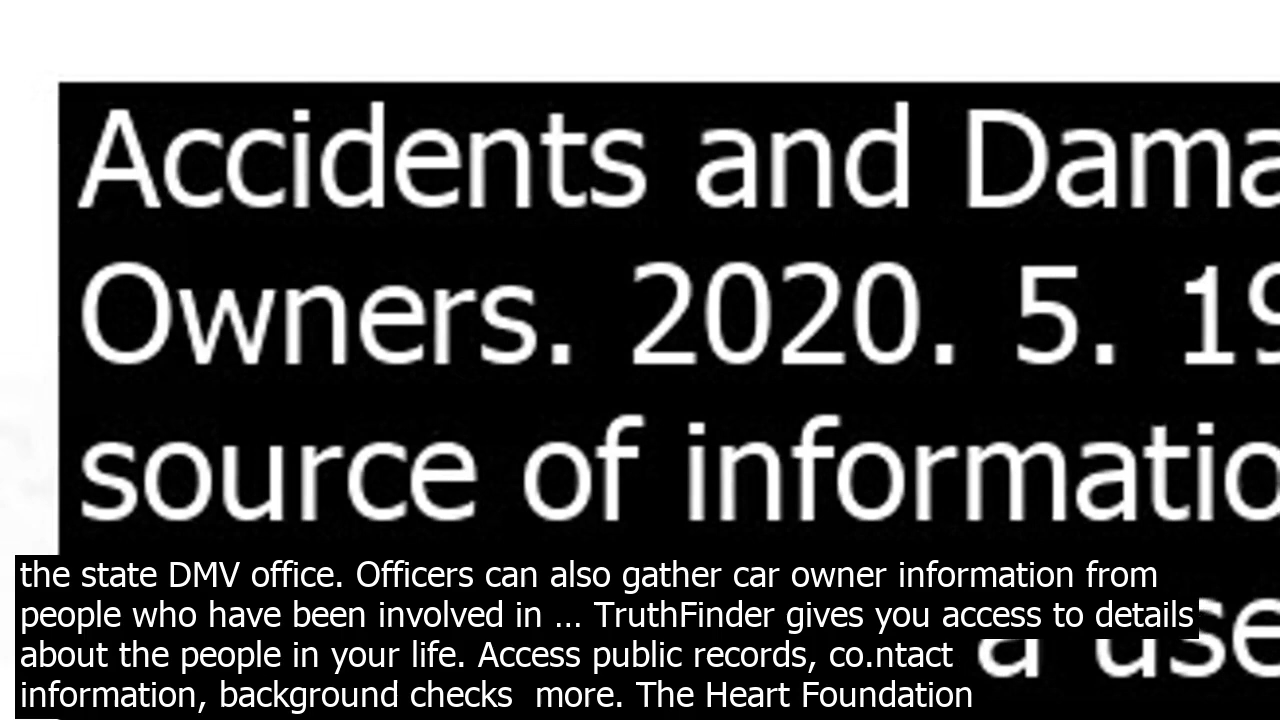 Accidents and Dama
Owners. 2020. 5. 19
source of informatio
a use
the state DMV office. Officers can also gather car owner information from
people who have been involved in ... TruthFinder gives you access to details
about the people in your life. Access public records, co.ntact
information, background checks  more. The Heart Foundation